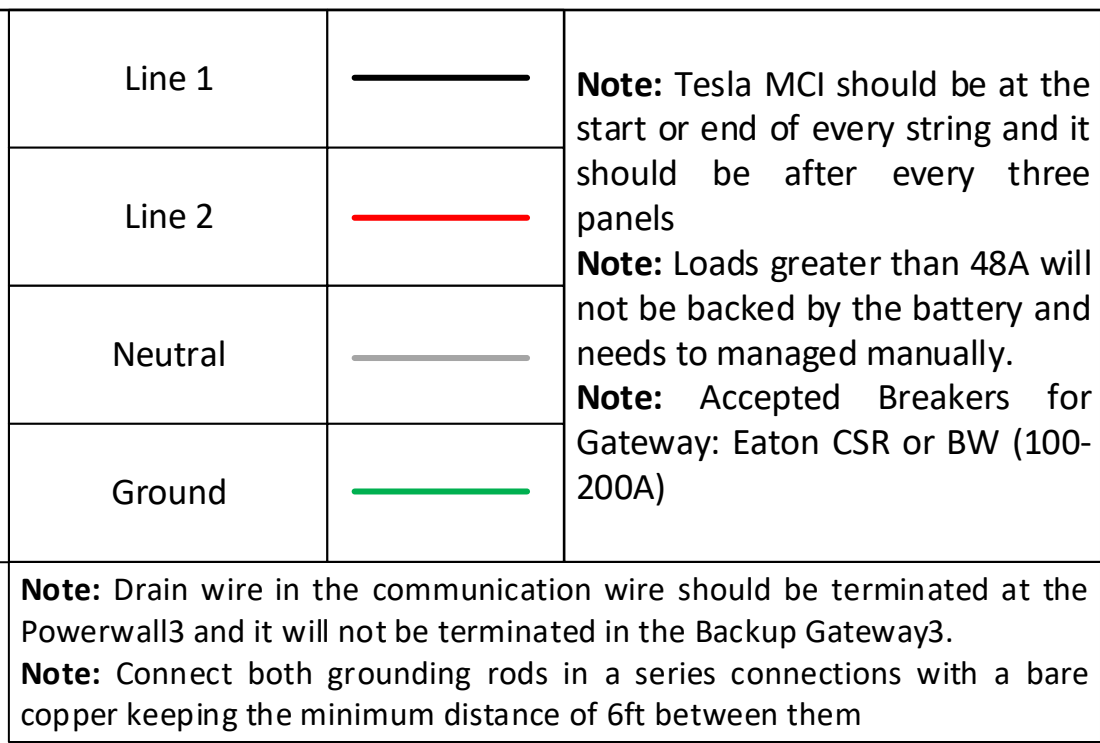 Line 1
Line 2
Neutral
Ground
Note: Tesla MCI should be at the
start or end of every string and it
should be after every three
panels
Note: Loads greater than 48A will
not be backed by the battery and
needs to managed manually.
Note: Accepted Breakers for
Gateway: Eaton CSR or BW (100-
200A)
Note: Drain wire in the communication wire should be terminated at the
Powerwall3 and it will not be terminated in the Backup Gateway3.
Note: Connect both grounding rods in a series connections with a bare
copper keeping the minimum distance of 6ft between them